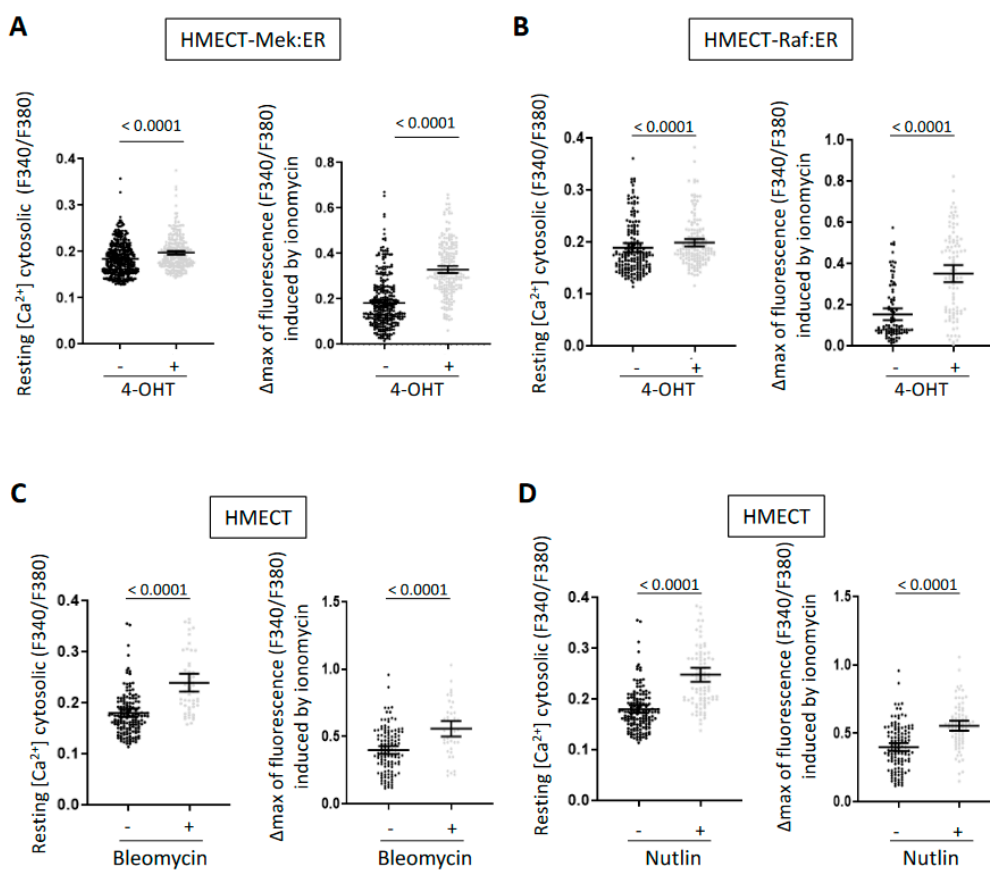 A
HMECT-Mek:ER
Resting [Ca²⁺] cytosolic (F340/F380)
< 0.0001
0.4
0.3
0.2
0.1
0.0
- +
4-OHT
Δmax of fluorescence (F340/F380)
induced by ionomycin
< 0.0001
0.8
0.6
0.4
0.2
0.0
- +
4-OHT
B
HMECT-Raf:ER
Resting [Ca²⁺] cytosolic (F340/F380)
< 0.0001
0.4
0.3
0.2
0.1
0.0
- +
4-OHT
Δmax of fluorescence (F340/F380)
induced by ionomycin
< 0.0001
1.0
0.8
0.6
0.4
0.2
0.0
- +
4-OHT
C
HMECT
Resting [Ca²⁺] cytosolic (F340/F380)
< 0.0001
0.4
0.3
0.2
0.1
0.0
- +
Bleomycin
Δmax of fluorescence (F340/F380)
induced by ionomycin
< 0.0001
1.5
1.0
0.5
0.0
- +
Bleomycin
D
HMECT
Resting [Ca²⁺] cytosolic (F340/F380)
< 0.0001
0.4
0.3
0.2
0.1
0.0
- +
Nutlin
Δmax of fluorescence (F340/F380)
induced by ionomycin
< 0.0001
1.5
1.0
0.5
0.0
- +
Nutlin